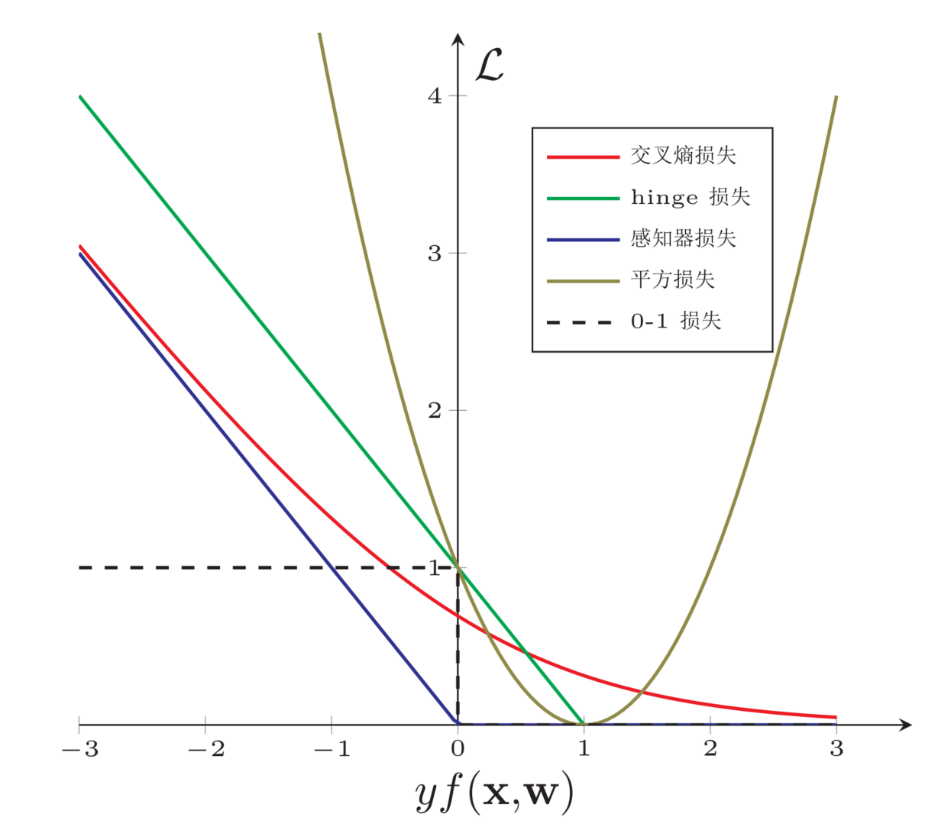 ℒ
4
交叉熵损失
hinge 损失
感知器损失
平方损失
0-1 损失
3
2
1
−3 −2 −1 0 1 2 3
yf(x,w)